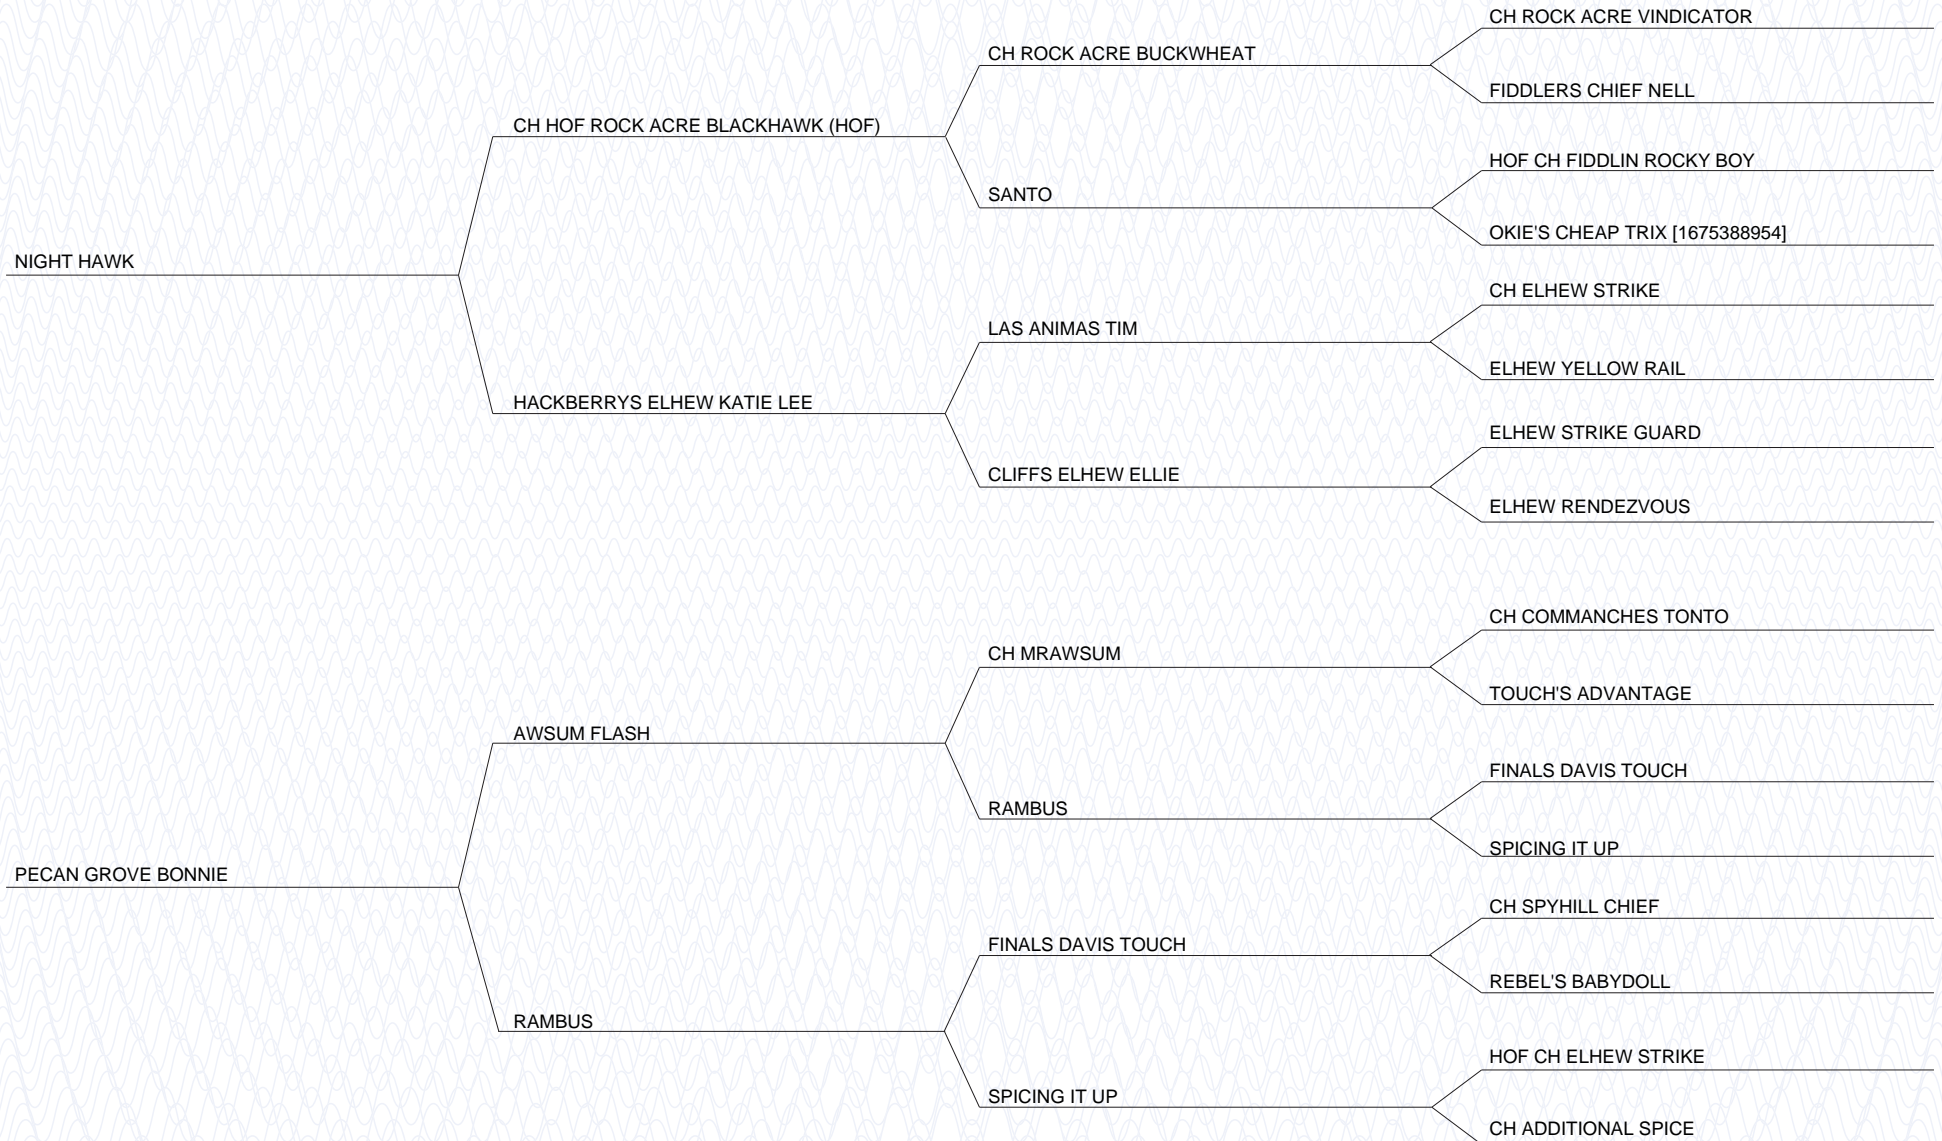 CH ROCK ACRE VINDICATOR
CH ROCK ACRE BUCKWHEAT
FIDDLERS CHIEF NELL
CH HOF ROCK ACRE BLACKHAWK (HOF)
HOF CH FIDDLIN ROCKY BOY
SANTO
OKIE'S CHEAP TRIX [1675388954]
NIGHT HAWK
CH ELHEW STRIKE
LAS ANIMAS TIM
ELHEW YELLOW RAIL
HACKBERRYS ELHEW KATIE LEE
ELHEW STRIKE GUARD
CLIFFS ELHEW ELLIE
ELHEW RENDEZVOUS
CH COMMANCHES TONTO
CH MRAWSUM
TOUCH'S ADVANTAGE
AWSUM FLASH
FINALS DAVIS TOUCH
RAMBUS
SPICING IT UP
PECAN GROVE BONNIE
CH SPYHILL CHIEF
FINALS DAVIS TOUCH
REBEL'S BABYDOLL
RAMBUS
HOF CH ELHEW STRIKE
SPICING IT UP
CH ADDITIONAL SPICE